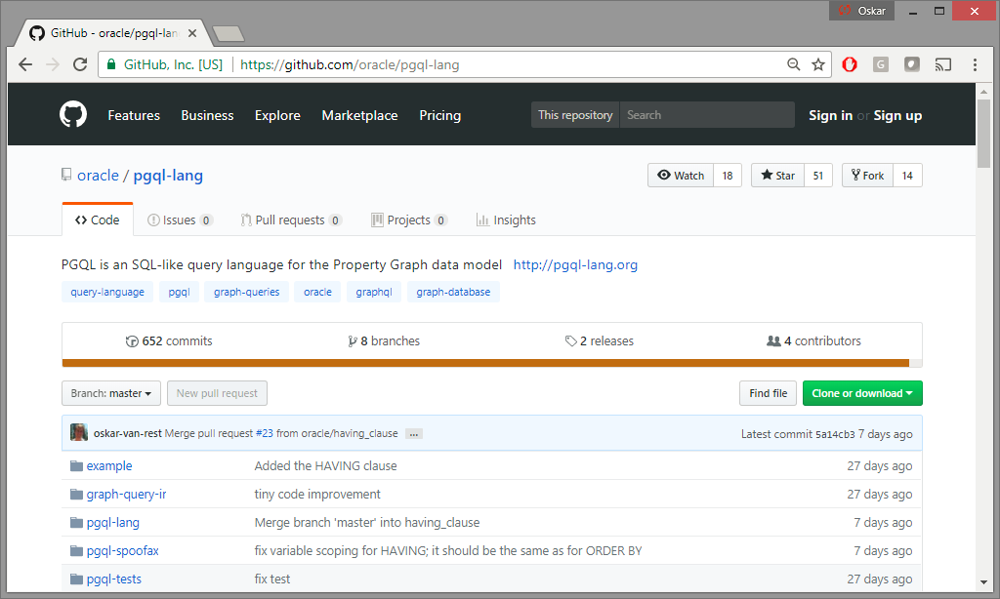 Oskar
GitHub - oracle/pgql-lan
GitHub, Inc. [US] https://github.com/oracle/pgql-lang
G
Features Business Explore Marketplace Pricing This repository Search Sign in or Sign up
oracle / pgql-lang Watch 18 Star 51 Fork 14
<> Code Issues 0 Pull requests 0 Projects 0 Insights
PGQL is an SQL-like query language for the Property Graph data model http://pgql-lang.org
query-language pgql graph-queries oracle graphql graph-database
652 commits 8 branches 2 releases 4 contributors
Branch: master New pull request Find file Clone or download
oskar-van-rest Merge pull request #23 from oracle/having_clause ... Latest commit 5a14cb3 7 days ago
example Added the HAVING clause 27 days ago
graph-query-ir tiny code improvement 27 days ago
pgql-lang Merge branch 'master' into having_clause 7 days ago
pgql-spoofax fix variable scoping for HAVING; it should be the same as for ORDER BY 7 days ago
pgql-tests fix test 27 days ago